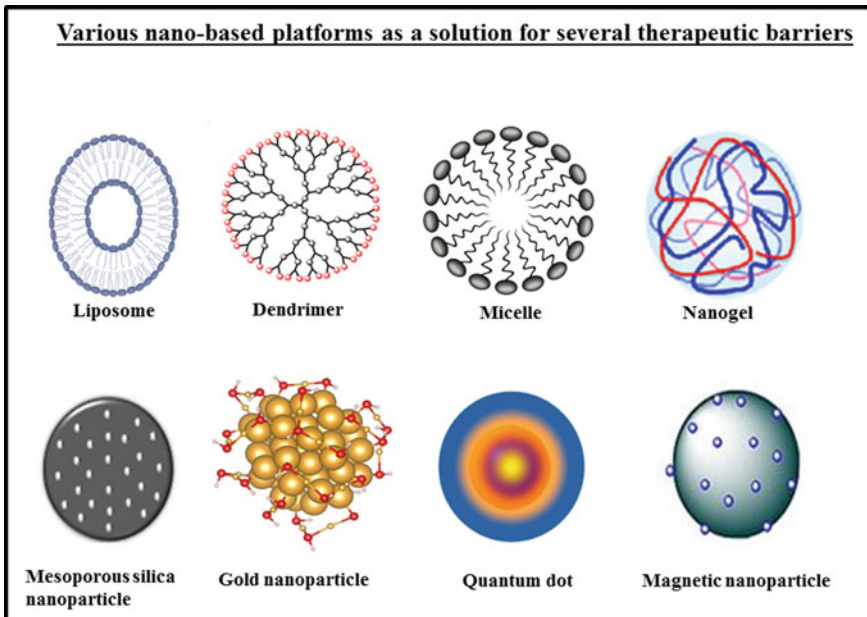 Various nano-based platforms as a solution for several therapeutic barriers
Liposome
Dendrimer
Micelle
Nanogel
Mesoporous silica
nanoparticle
Gold nanoparticle
Quantum dot
Magnetic nanoparticle